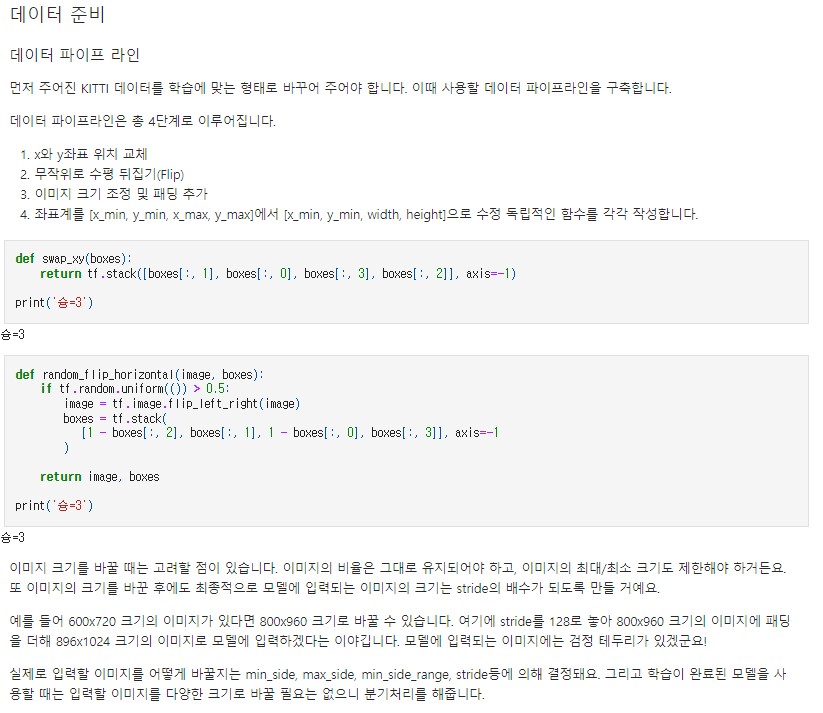 데이터 준비
데이터 파이프 라인
먼저 주어진 KITTI 데이터를 학습에 맞는 형태로 바꾸어 주어야 합니다. 이때 사용할 데이터 파이프라인을 구축합니다.
데이터 파이프라인은 총 4단계로 이루어집니다.
1. x와 y좌표 위치 교체
2. 무작위로 수평 뒤집기(Flip)
3. 이미지 크기 조정 및 패딩 추가
4. 좌표계를 [x_min, y_min, x_max, y_max]에서 [x_min, y_min, width, height]으로 수정 독립적인 함수를 각각 작성합니다.
def swap_xy(boxes):
    return tf.stack([boxes[:, 1], boxes[:, 0], boxes[:, 3], boxes[:, 2]], axis=-1)
print('슝=3')
슝=3
def random_flip_horizontal(image, boxes):
    if tf.random.uniform(()) > 0.5:
        image = tf.image.flip_left_right(image)
        boxes = tf.stack(
           [1 - boxes[:, 2], boxes[:, 1], 1 - boxes[:, 0], boxes[:, 3]], axis=-1
        )
    return image, boxes
print('슝=3')
슝=3
이미지 크기를 바꿀 때는 고려할 점이 있습니다. 이미지의 비율은 그대로 유지되어야 하고, 이미지의 최대/최소 크기도 제한해야 하거든요.
또 이미지의 크기를 바꾼 후에도 최종적으로 모델에 입력되는 이미지의 크기는 stride의 배수가 되도록 만들 거예요.
예를 들어 600x720 크기의 이미지가 있다면 800x960 크기로 바꿀 수 있습니다. 여기에 stride를 128로 놓아 800x960 크기의 이미지에 패딩
을 더해 896x1024 크기의 이미지로 모델에 입력하겠다는 이야깁니다. 모델에 입력되는 이미지에는 검정 테두리가 있겠군요!
실제로 입력할 이미지를 어떻게 바꿀지는 min_side, max_side, min_side_range, stride등에 의해 결정돼요. 그리고 학습이 완료된 모델을 사
용할 때는 입력할 이미지를 다양한 크기로 바꿀 필요는 없으니 분기처리를 해줍니다.